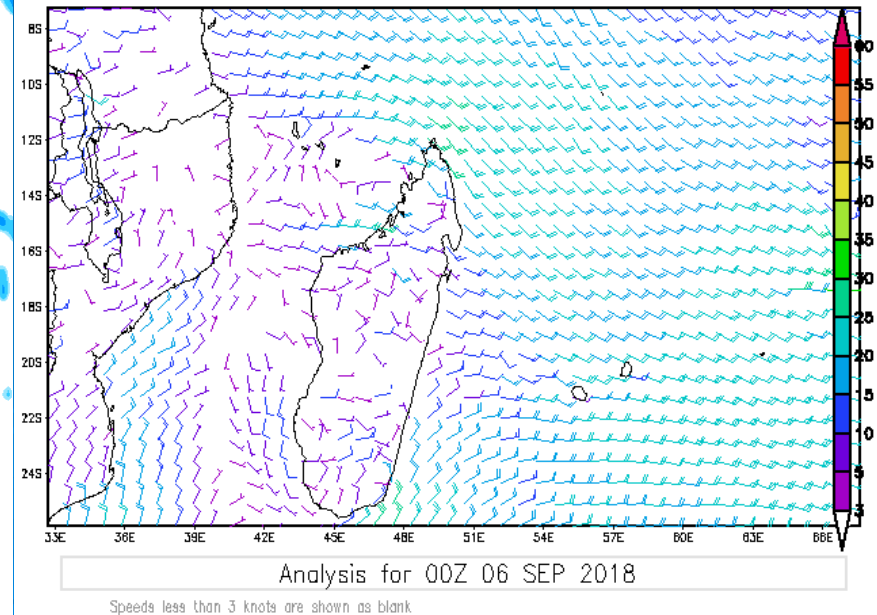 8S
10S
12S
14S
16S
18S
20S
22S
24S
33E 36E 39E 42E 45E 48E 51E 54E 57E 60E 63E 66E
60
55
50
45
40
35
30
25
20
15
10
5
3
Analysis for 00Z 06 SEP 2018
Speeds less than 3 knots are shown as blank